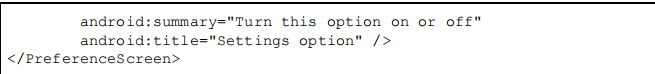 android:summary="Turn this option on or off"
android:title="Settings option" />
</PreferenceScreen>